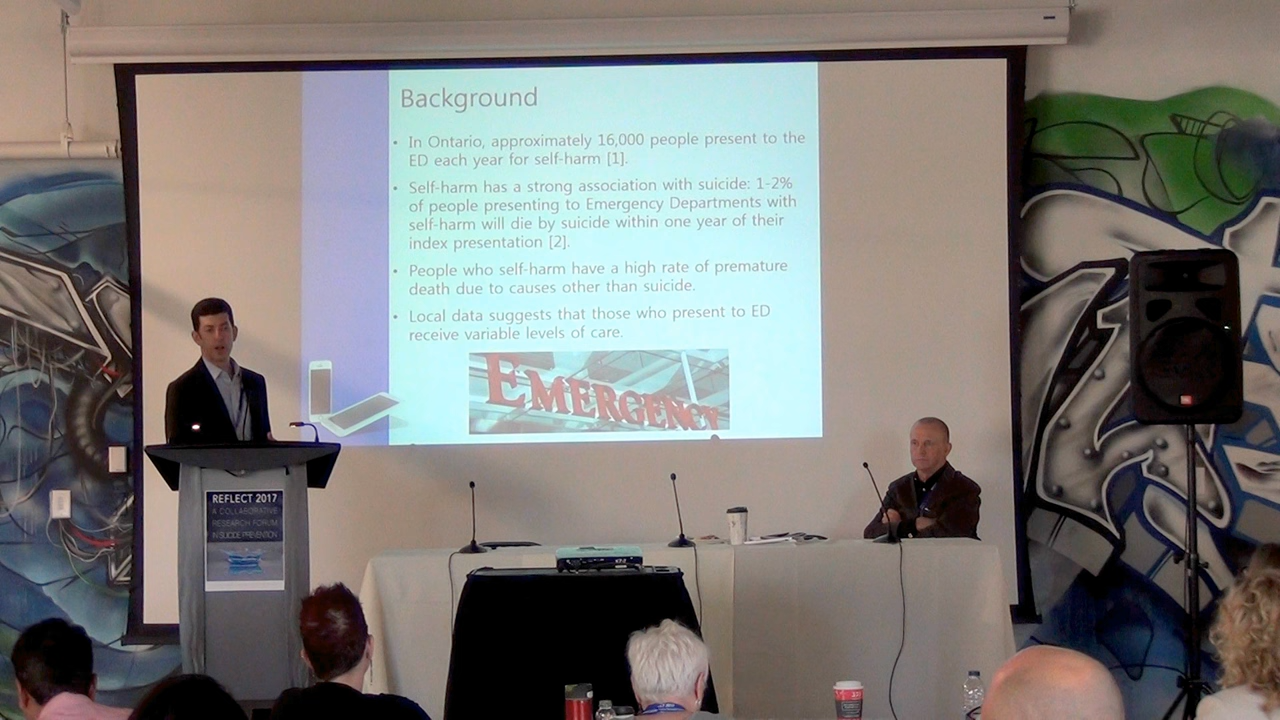 Background
• In Ontario, approximately 16,000 people present to the
ED each year for self-harm [1].
• Self-harm has a strong association with suicide: 1-2%
of people presenting to Emergency Departments with
self-harm will die by suicide within one year of their
index presentation [2].
• People who self-harm have a high rate of premature
death due to causes other than suicide.
• Local data suggests that those who present to ED
receive variable levels of care.
EMERGENCY
REFLECT 2017
A COLLABORATIVE
RESEARCH FORUM
IN SUICIDE PREVENTION
JBL